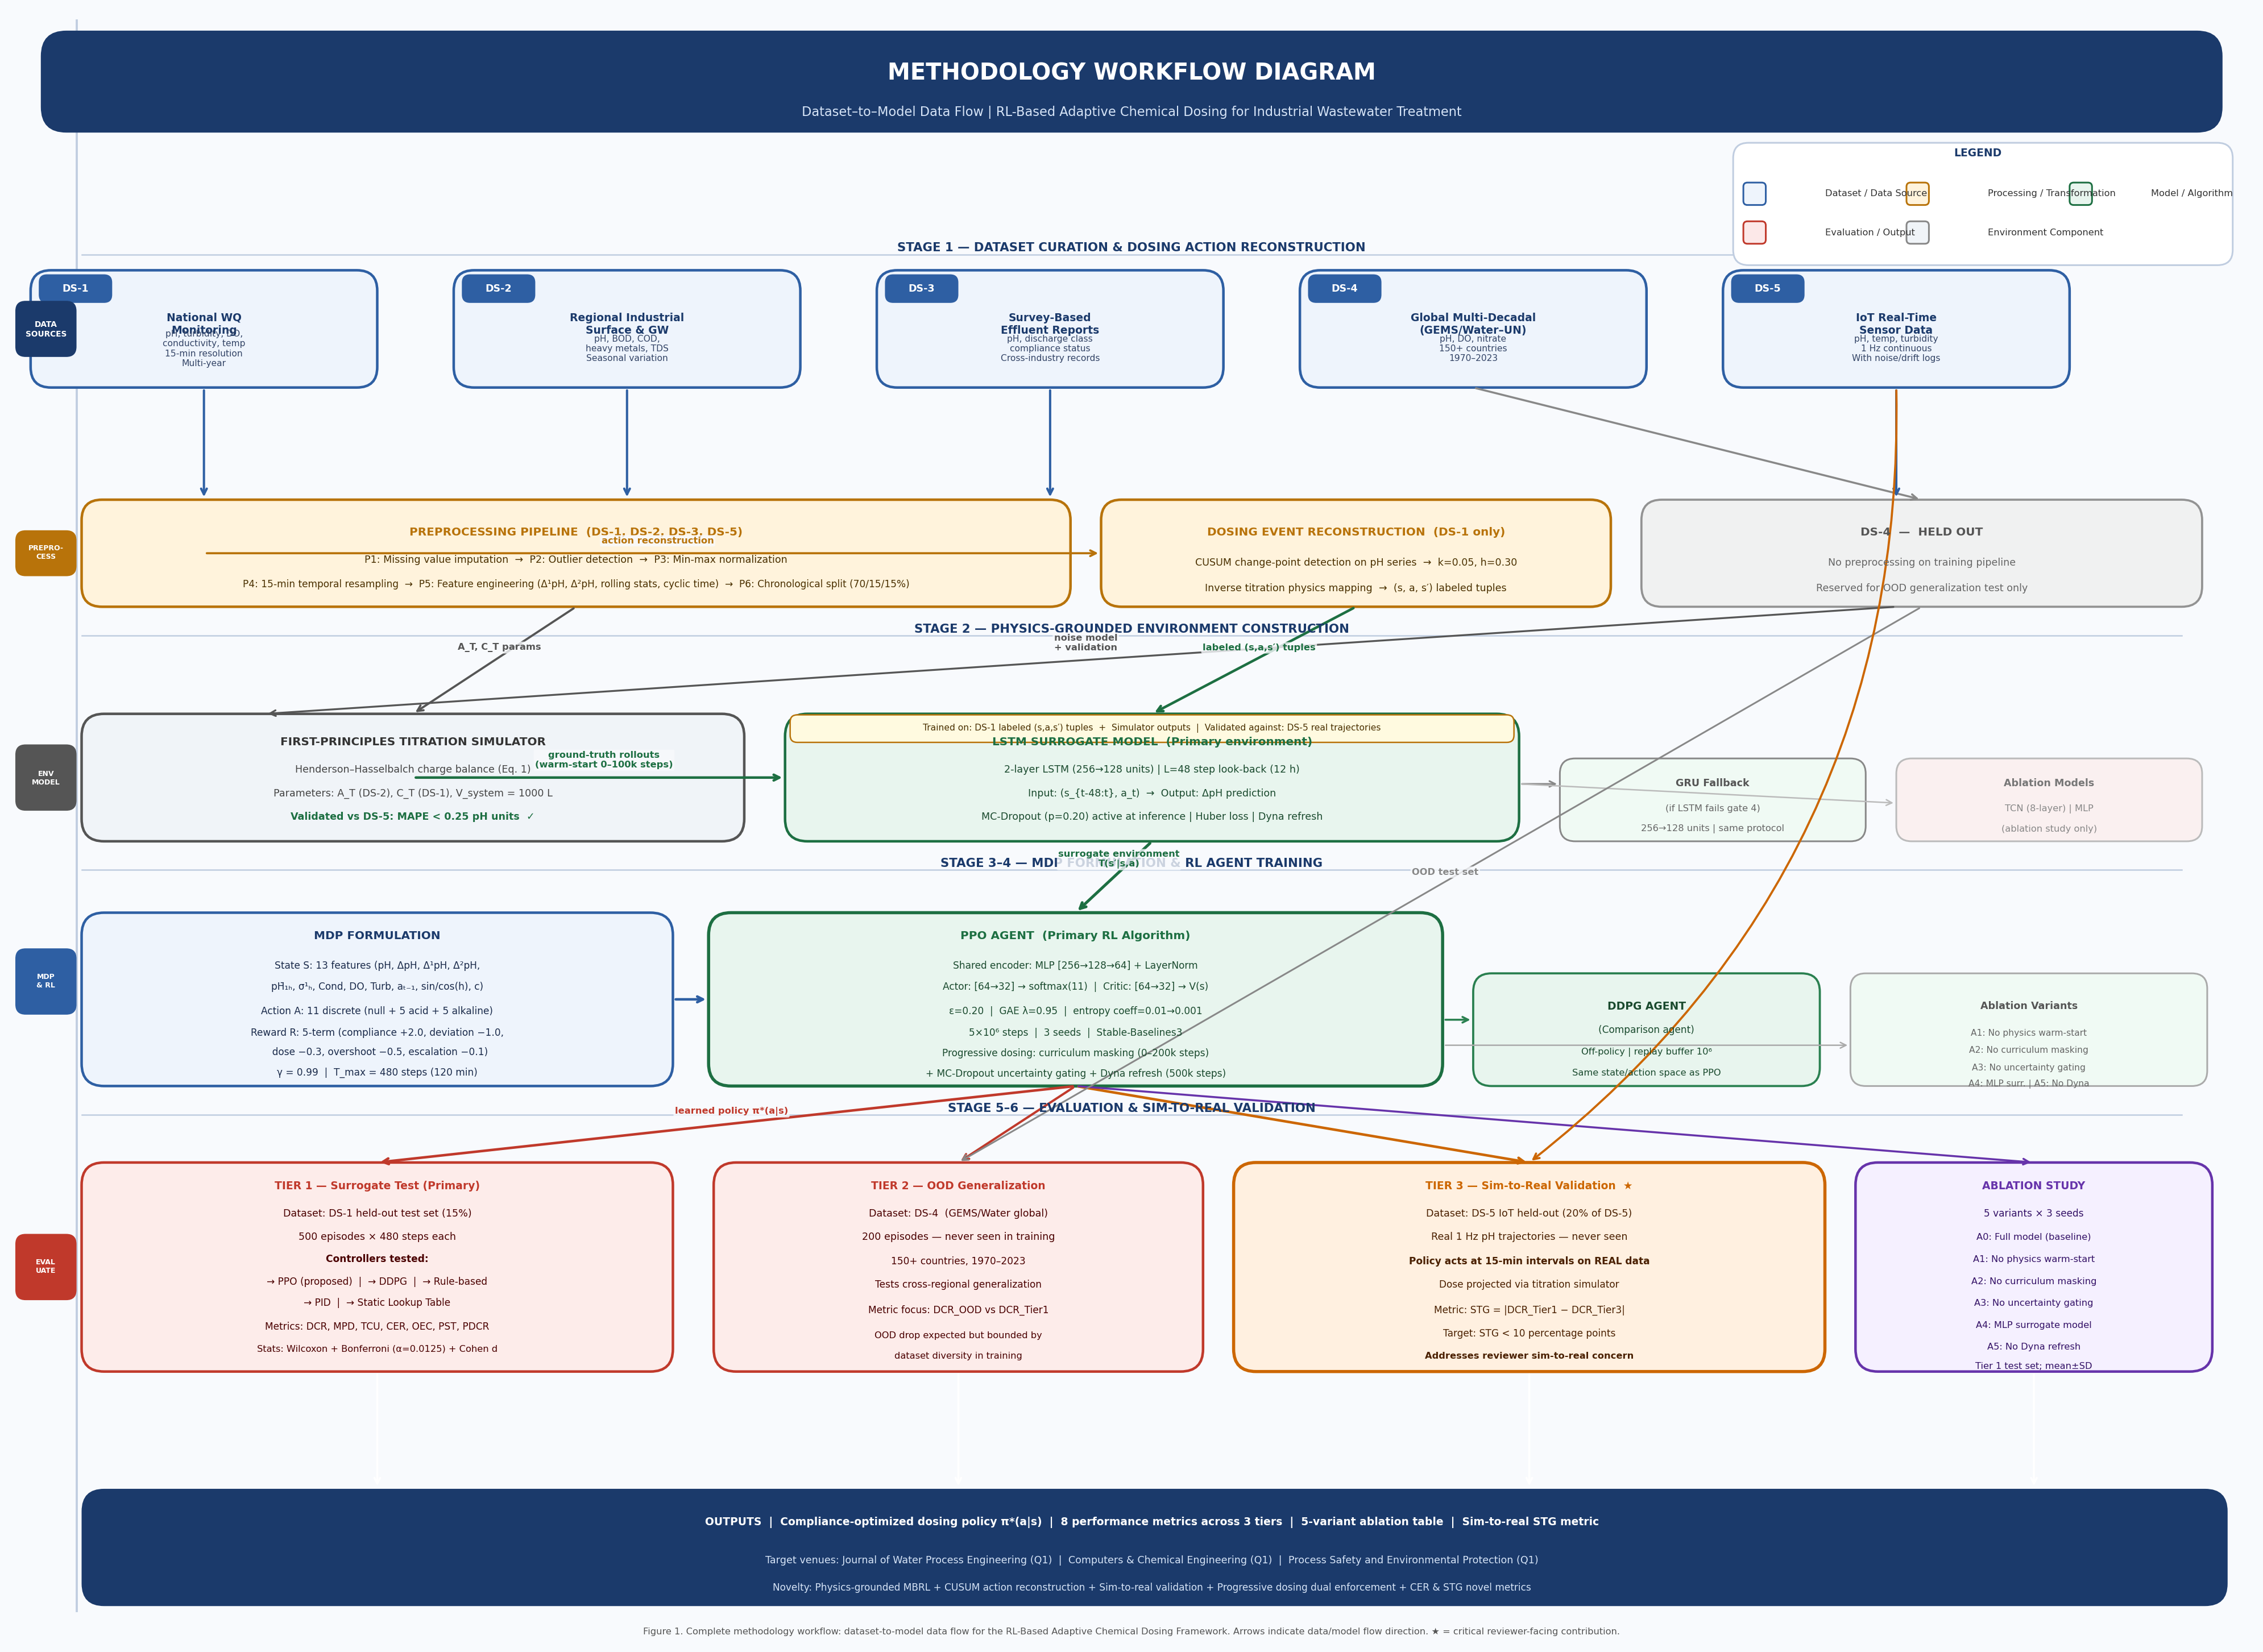 METHODOLOGY WORKFLOW DIAGRAM
Dataset–to–Model Data Flow | RL-Based Adaptive Chemical Dosing for Industrial Wastewater Treatment
LEGEND
Dataset / Data Source
Processing / Transformation
Model / Algorithm
Evaluation / Output
Environment Component
STAGE 1 — DATASET CURATION & DOSING ACTION RECONSTRUCTION
DATA
SOURCES
DS-1
National WQ
Monitoring
pH, turbidity, DO,
conductivity, temp
15-min resolution
Multi-year
DS-2
Regional Industrial
Surface & GW
pH, BOD, COD,
heavy metals, TDS
Seasonal variation
DS-3
Survey-Based
Effluent Reports
pH, discharge class
compliance status
Cross-industry records
DS-4
Global Multi-Decadal
(GEMS/Water–UN)
pH, DO, nitrate
150+ countries
1970–2023
DS-5
IoT Real-Time
Sensor Data
pH, temp, turbidity
1 Hz continuous
With noise/drift logs
PREPRO-
CESS
PREPROCESSING PIPELINE (DS-1, DS-2, DS-3, DS-5)
action reconstruction
P1: Missing value imputation → P2: Outlier detection → P3: Min-max normalization
P4: 15-min temporal resampling → P5: Feature engineering (Δ¹pH, Δ²pH, rolling stats, cyclic time) → P6: Chronological split (70/15/15%)
DOSING EVENT RECONSTRUCTION (DS-1 only)
CUSUM change-point detection on pH series → k=0.05, h=0.30
Inverse titration physics mapping → (s, a, s′) labeled tuples
DS-4 — HELD OUT
No preprocessing on training pipeline
Reserved for OOD generalization test only
STAGE 2 — PHYSICS-GROUNDED ENVIRONMENT CONSTRUCTION
A_T, C_T params
noise model
+ validation
labeled (s,a,s′) tuples
ENV
MODEL
FIRST-PRINCIPLES TITRATION SIMULATOR
Henderson–Hasselbalch charge balance (Eq. 1)
Parameters: A_T (DS-2), C_T (DS-1), V_system = 1000 L
Validated vs DS-5: MAPE < 0.25 pH units ✓
ground-truth rollouts
(warm-start 0–100k steps)
Trained on: DS-1 labeled (s,a,s′) tuples + Simulator outputs | Validated against: DS-5 real trajectories
LSTM SURROGATE MODEL (Primary environment)
2-layer LSTM (256→128 units) | L=48 step look-back (12 h)
Input: (s_{t-48:t}, a_t) → Output: ΔpH prediction
MC-Dropout (p=0.20) active at inference | Huber loss | Dyna refresh
GRU Fallback
(if LSTM fails gate 4)
256→128 units | same protocol
Ablation Models
TCN (8-layer) | MLP
(ablation study only)
STAGE 3–4 — MDP FORMULATION & RL AGENT TRAINING
surrogate environment
T(s′|s,a)
OOD test set
MDP
& RL
MDP FORMULATION
State S: 13 features (pH, ΔpH, Δ¹pH, Δ²pH,
pH̄₁ₕ, σ¹ₕ, Cond, DO, Turb, aₜ₋₁, sin/cos(h), c)
Action A: 11 discrete (null + 5 acid + 5 alkaline)
Reward R: 5-term (compliance +2.0, deviation −1.0,
dose −0.3, overshoot −0.5, escalation −0.1)
γ = 0.99 | T_max = 480 steps (120 min)
PPO AGENT (Primary RL Algorithm)
Shared encoder: MLP [256→128→64] + LayerNorm
Actor: [64→32] → softmax(11) | Critic: [64→32] → V(s)
ε=0.20 | GAE λ=0.95 | entropy coeff=0.01→0.001
5×10⁶ steps | 3 seeds | Stable-Baselines3
Progressive dosing: curriculum masking (0–200k steps)
+ MC-Dropout uncertainty gating + Dyna refresh (500k steps)
DDPG AGENT
(Comparison agent)
Off-policy | replay buffer 10⁶
Same state/action space as PPO
Ablation Variants
A1: No physics warm-start
A2: No curriculum masking
A3: No uncertainty gating
A4: MLP surr. | A5: No Dyna
STAGE 5–6 — EVALUATION & SIM-TO-REAL VALIDATION
learned policy π*(a|s)
EVAL
UATE
TIER 1 — Surrogate Test (Primary)
Dataset: DS-1 held-out test set (15%)
500 episodes × 480 steps each
Controllers tested:
→ PPO (proposed) | → DDPG | → Rule-based
→ PID | → Static Lookup Table
Metrics: DCR, MPD, TCU, CER, OEC, PST, PDCR
Stats: Wilcoxon + Bonferroni (α=0.0125) + Cohen d
TIER 2 — OOD Generalization
Dataset: DS-4 (GEMS/Water global)
200 episodes — never seen in training
150+ countries, 1970–2023
Tests cross-regional generalization
Metric focus: DCR_OOD vs DCR_Tier1
OOD drop expected but bounded by
dataset diversity in training
TIER 3 — Sim-to-Real Validation ★
Dataset: DS-5 IoT held-out (20% of DS-5)
Real 1 Hz pH trajectories — never seen
Policy acts at 15-min intervals on REAL data
Dose projected via titration simulator
Metric: STG = |DCR_Tier1 − DCR_Tier3|
Target: STG < 10 percentage points
Addresses reviewer sim-to-real concern
ABLATION STUDY
5 variants × 3 seeds
A0: Full model (baseline)
A1: No physics warm-start
A2: No curriculum masking
A3: No uncertainty gating
A4: MLP surrogate model
A5: No Dyna refresh
Tier 1 test set; mean±SD
OUTPUTS | Compliance-optimized dosing policy π*(a|s) | 8 performance metrics across 3 tiers | 5-variant ablation table | Sim-to-real STG metric
Target venues: Journal of Water Process Engineering (Q1) | Computers & Chemical Engineering (Q1) | Process Safety and Environmental Protection (Q1)
Novelty: Physics-grounded MBRL + CUSUM action reconstruction + Sim-to-real validation + Progressive dosing dual enforcement + CER & STG novel metrics
Figure 1. Complete methodology workflow: dataset-to-model data flow for the RL-Based Adaptive Chemical Dosing Framework. Arrows indicate data/model flow direction. ★ = critical reviewer-facing contribution.